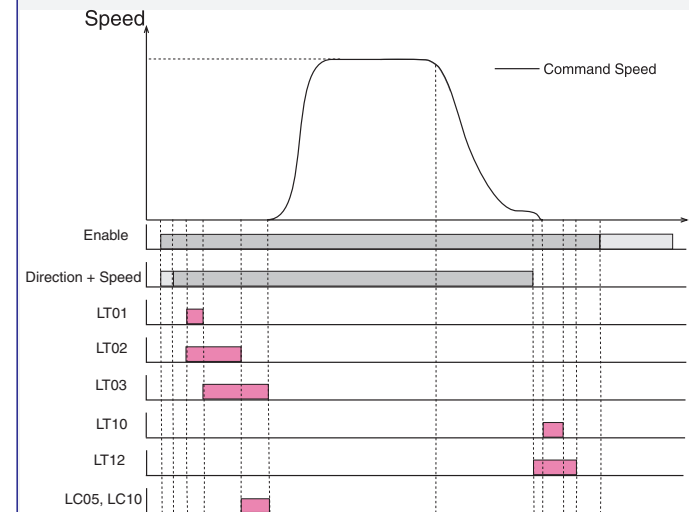 Speed
Command Speed
Enable
Direction + Speed
LT01
LT02
LT03
LT10
LT12
LC05, LC10